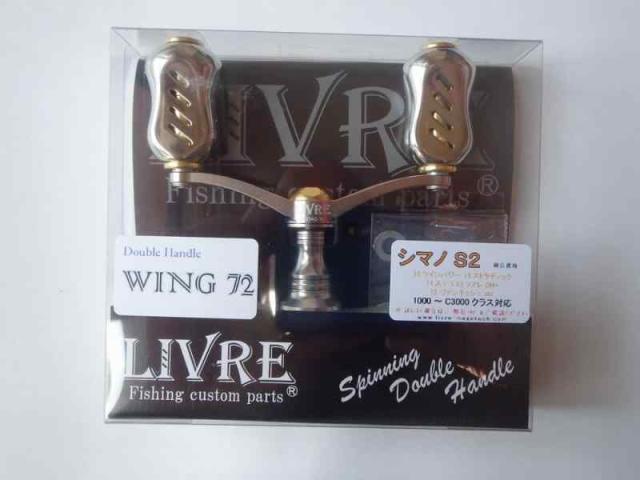 LIVRE
Fishing custom parts®
LIVRE
Double Handle
WING 72
シマノ S2
1000 ～ C3000 クラス対応
LIVRE
Fishing custom parts®
Spinning
Double
Handle